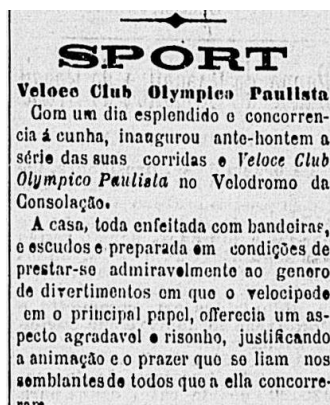 SPORT
Veloce Club Olympico Paulista
Com um dia esplendido e concorren-
cia á cunha, inaugurou ante-hontem a
série das suas corridas o Veloce Club
Olympico Paulista no Velodromo da
Consolação.
A casa, toda enfeitada com bandeiras,
e escudos e preparada em condições de
prestar-se admiravelmente ao genero
de divertimentos em que o velocipede
em o principal papel, offerecia um as-
pecto agradavel e risonho, justificando
a animação e o prazer que se liam nos
semblantes de todos que a ella concorre-
ram